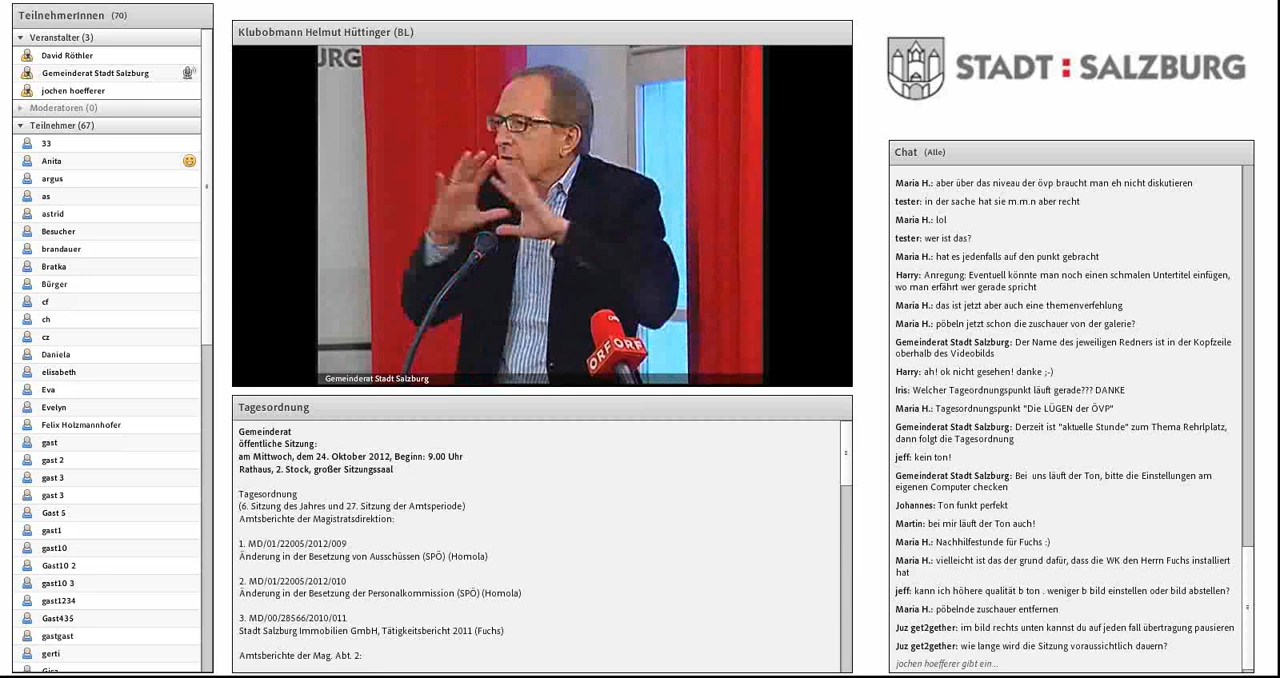 TeilnehmerInnen (70)
Veranstalter (3)
David Röthler
Gemeinderat Stadt Salzburg
jochen hoefferer
Moderatoren (0)
Teilnehmer (67)
33
Anita
argus
as
astrid
Besucher
brandauer
Bratka
Bürger
cf
ch
cz
Daniela
elisabeth
Eva
Evelyn
Felix Holzmannhofer
gast
gast 2
gast 3
gast 3
Gast 5
gast1
gast10
Gast10 2
gast10 3
gast1234
Gast435
gastgast
gerti
Gisa
Klubobmann Helmut Hüttinger (BL)
URG
ORF
ORF
Gemeinderat Stadt Salzburg
Tagesordnung
Gemeinderat
öffentliche Sitzung:
am Mittwoch, dem 24. Oktober 2012, Beginn: 9.00 Uhr
Rathaus, 2. Stock, großer Sitzungssaal
Tagesordnung
(6. Sitzung des Jahres und 27. Sitzung der Amtsperiode)
Amtsberichte der Magistratsdirektion:
1. MD/01/22005/2012/009
Änderung in der Besetzung von Ausschüssen (SPÖ) (Homola)
2. MD/01/22005/2012/010
Änderung in der Besetzung der Personalkommission (SPÖ) (Homola)
3. MD/00/28566/2010/011
Stadt Salzburg Immobilien GmbH, Tätigkeitsbericht 2011 (Fuchs)
Amtsberichte der Mag. Abt. 2:
STADT : SALZBURG
Chat (Alle)
Maria H.: aber über das niveau der övp braucht man eh nicht diskutieren
tester: in der sache hat sie m.m.n aber recht
Maria H.: lol
tester: wer ist das?
Maria H.: hat es jedenfalls auf den punkt gebracht
Harry: Anregung: Eventuell könnte man noch einen schmalen Untertitel einfügen,
wo man erfährt wer gerade spricht
Maria H.: das ist jetzt aber auch eine themenverfehlung
Maria H.: pöbeln jetzt schon die zuschauer von der galerie?
Gemeinderat Stadt Salzburg: Der Name des jeweiligen Redners ist in der Kopfzeile
oberhalb des Videobilds
Harry: ah! ok nicht gesehen! danke ;-)
Iris: Welcher Tageordnungspunkt läuft gerade??? DANKE
Maria H.: Tagesordnungspunkt "Die LÜGEN der ÖVP"
Gemeinderat Stadt Salzburg: Derzeit ist "aktuelle Stunde" zum Thema Rehrlplatz,
dann folgt die Tagesordnung
jeff: kein ton!
Gemeinderat Stadt Salzburg: Bei uns läuft der Ton, bitte die Einstellungen am
eigenen Computer checken
Johannes: Ton funkt perfekt
Martin: bei mir läuft der Ton auch!
Maria H.: Nachhilfestunde für Fuchs :)
Maria H.: vielleicht ist das der grund dafür, dass die WK den Herrn Fuchs installiert
hat
jeff: kann ich höhere qualität b ton . weniger b bild einstellen oder bild abstellen?
Maria H.: pöbelnde zuschauer entfernen
Juz get2gether: im bild rechts unten kannst du auf jeden fall übertragung pausieren
Juz get2gether: wie lange wird die Sitzung voraussichtlich dauern?
jochen hoefferer gibt ein...